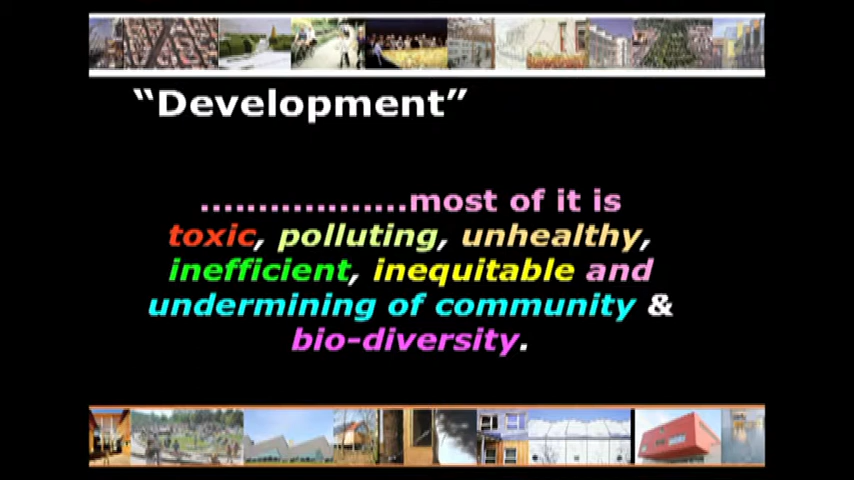 “Development”
..................most of it is
toxic, polluting, unhealthy,
inefficient, inequitable and
undermining of community &
bio-diversity.